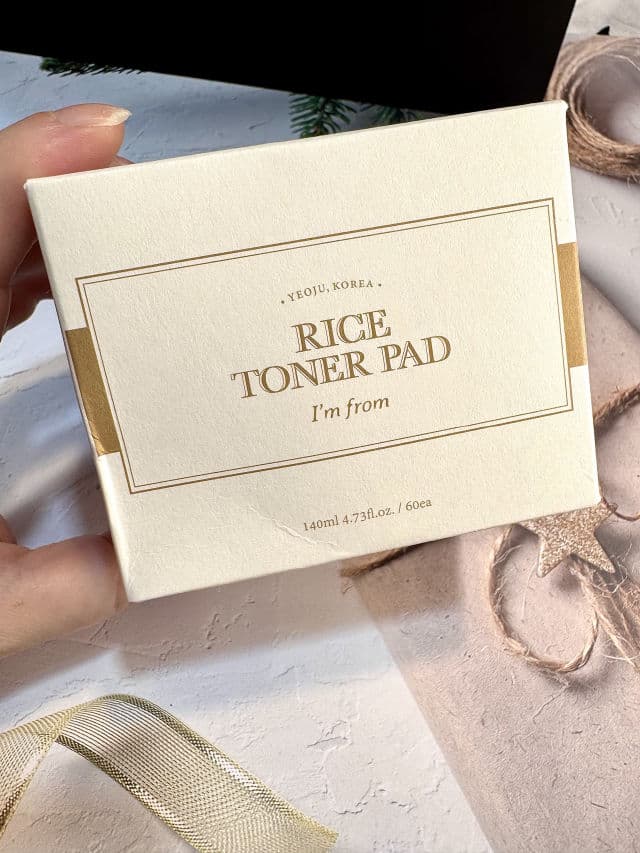 • YEOJU, KOREA •
RICE
TONER PAD
I'm from
140ml 4.73fl.oz. / 60ea